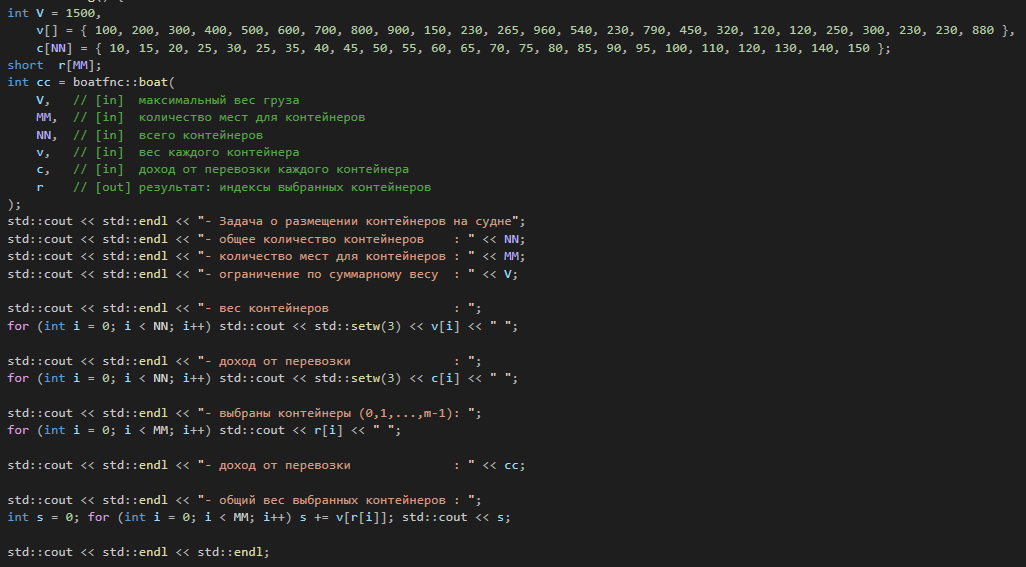 int V = 1500,
v[] = { 100, 200, 300, 400, 500, 600, 700, 800, 900, 150, 230, 265, 960, 540, 230, 790, 450, 320, 120, 120, 250, 300, 230, 230, 880 },
c[NN] = { 10, 15, 20, 25, 30, 25, 35, 40, 45, 50, 55, 60, 65, 70, 75, 80, 85, 90, 95, 100, 110, 120, 130, 140, 150 };
short  r[MM];
int cc = boatfnc::boat(
V,   // [in]  максимальный вес груза
MM,  // [in]  количество мест для контейнеров
NN,  // [in]  всего контейнеров
v,   // [in]  вес каждого контейнера
c,   // [in]  доход от перевозки каждого контейнера
r    // [out] результат: индексы выбранных контейнеров
);
std::cout << std::endl << "- Задача о размещении контейнеров на судне";
std::cout << std::endl << "- общее количество контейнеров    : " << NN;
std::cout << std::endl << "- количество мест для контейнеров : " << MM;
std::cout << std::endl << "- ограничение по суммарному весу  : " << V;
std::cout << std::endl << "- вес контейнеров                 : ";
for (int i = 0; i < NN; i++) std::cout << std::setw(3) << v[i] << " ";
std::cout << std::endl << "- доход от перевозки              : ";
for (int i = 0; i < NN; i++) std::cout << std::setw(3) << c[i] << " ";
std::cout << std::endl << "- выбраны контейнеры (0,1,...,m-1): ";
for (int i = 0; i < MM; i++) std::cout << r[i] << " ";
std::cout << std::endl << "- доход от перевозки              : " << cc;
std::cout << std::endl << "- общий вес выбранных контейнеров : ";
int s = 0; for (int i = 0; i < MM; i++) s += v[r[i]]; std::cout << s;
std::cout << std::endl << std::endl;